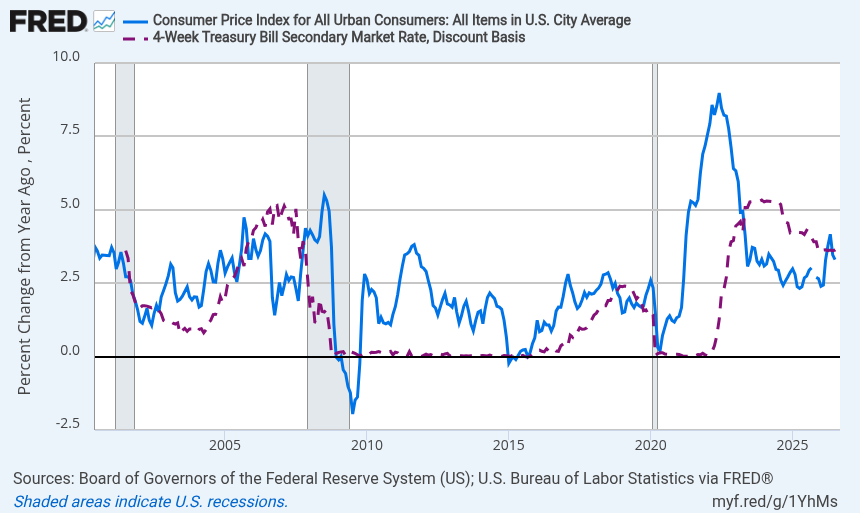 FRED
Consumer Price Index for All Urban Consumers: All Items in U.S. City Average
4-Week Treasury Bill Secondary Market Rate, Discount Basis
Percent Change from Year Ago , Percent
10.0
7.5
5.0
2.5
0.0
-2.5
2005 2010 2015 2020 2025
Sources: Board of Governors of the Federal Reserve System (US); U.S. Bureau of Labor Statistics via FRED®
Shaded areas indicate U.S. recessions.
myf.red/g/1YhMs